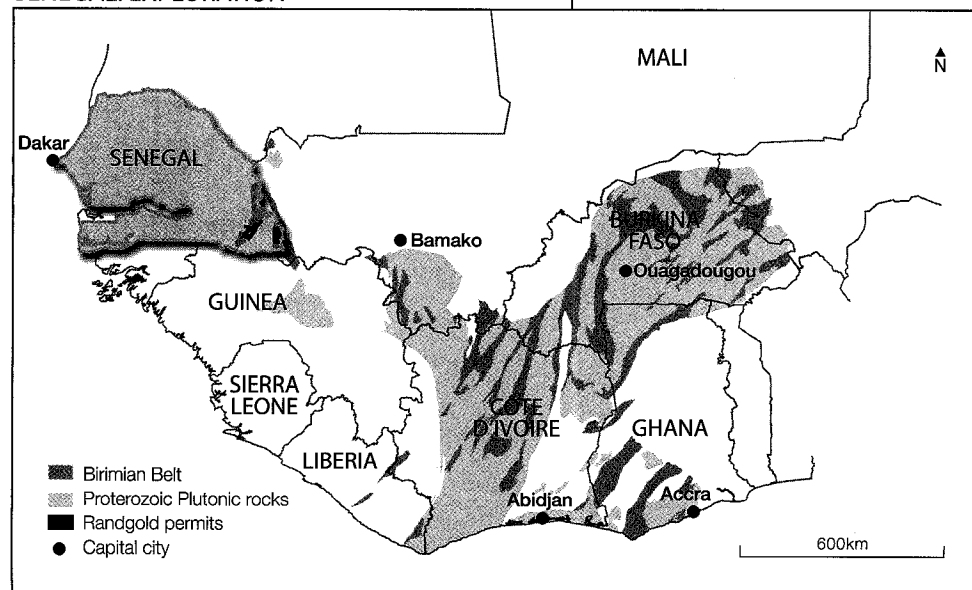 MALI
N
Dakar
SENEGAL
BURKINA
FASO
Bamako
Ouagadougou
GUINEA
SIERRA
LEONE
COTE
D'IVOIRE
GHANA
LIBERIA
Abidjan
Accra
Birimian Belt
Proterozoic Plutonic rocks
Randgold permits
Capital city
600km